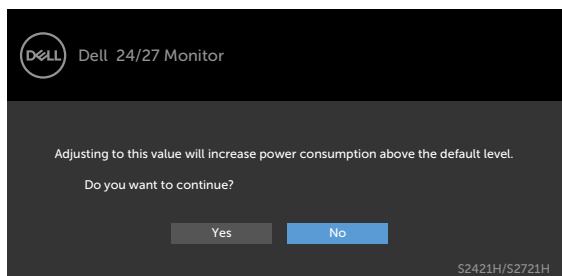 DELL
Dell 24/27 Monitor
Adjusting to this value will increase power consumption above the default level.
Do you want to continue?
Yes No
S2421H/S2721H